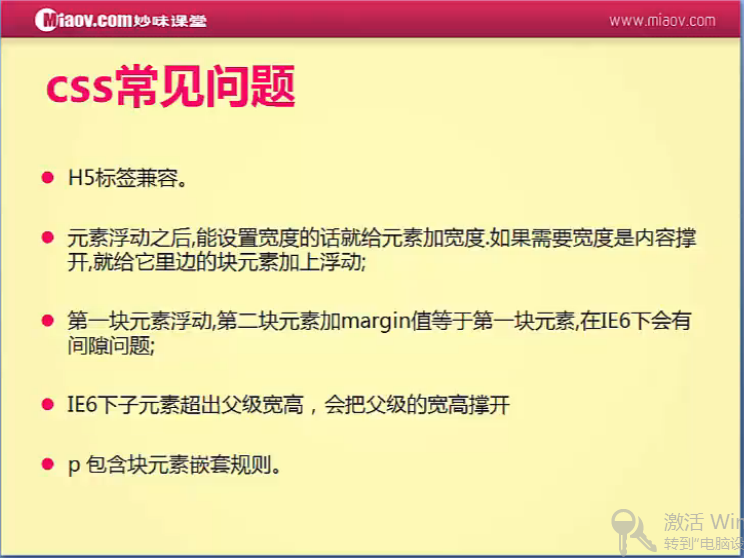 Miaov.com妙味课堂
www.miaov.com
css常见问题
H5标签兼容。
元素浮动之后,能设置宽度的话就给元素加宽度.如果需要宽度是内容撑
开,就给它里边的块元素加上浮动;
第一块元素浮动,第二块元素加margin值等于第一块元素,在IE6下会有
间隙问题;
IE6下子元素超出父级宽高，会把父级的宽高撑开
p 包含块元素嵌套规则。
激活 Win
转到“电脑设